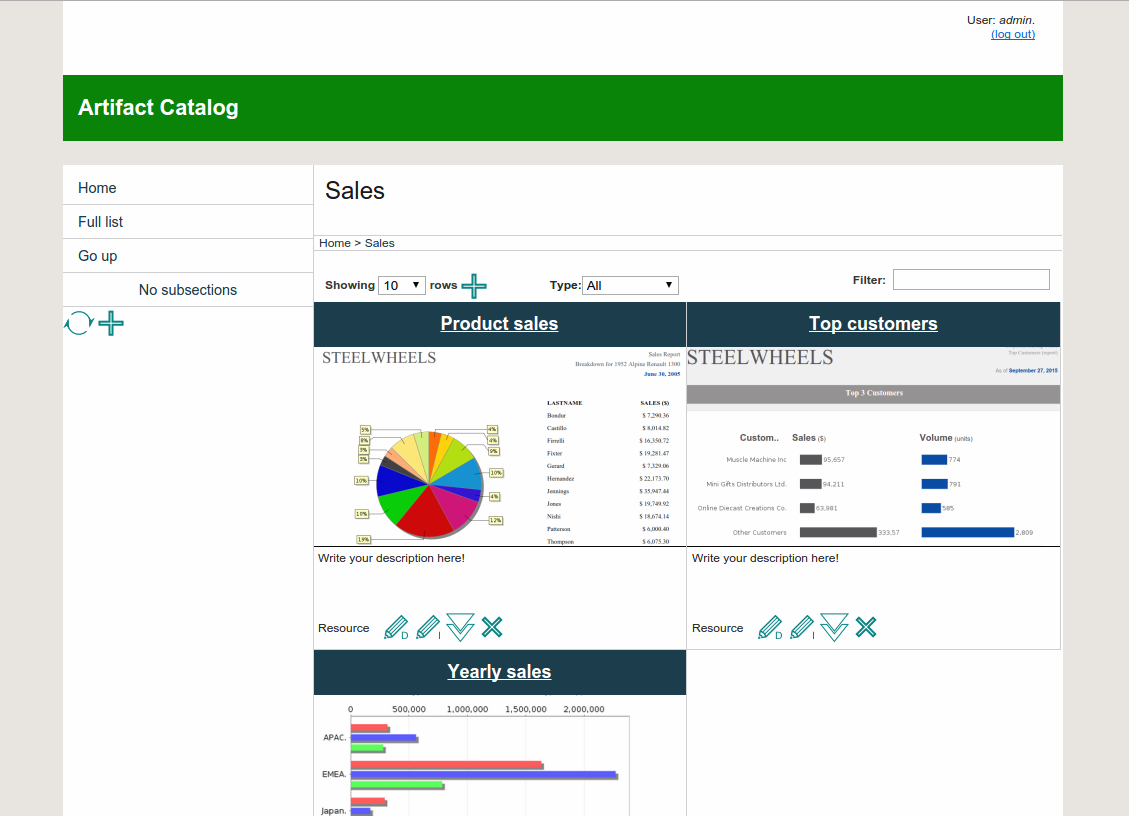 User: admin.
(log out)
Artifact Catalog
Home
Full list
Go up
No subsections
Sales
Home > Sales
Showing 10 rows
Type: All
Filter:
Product sales
STEELWHEELS
Sales Report
Breakdown for 1952 Alpine Renault 1300
June 30, 2005
LASTNAME SALES ($)
Bondur $ 7,290.36
Castillo $ 8,014.82
Firrelli $ 16,350.72
Fixter $ 19,281.47
Gerard $ 7,329.06
Hernandez $ 22,173.70
Jennings $ 35,947.44
Jones $ 19,749.92
Nishi $ 18,674.14
Patterson $ 6,000.40
Thompson $ 6,075.30
5%
8%
3%
3%
10%
10%
19%
4%
4%
9%
10%
4%
12%
Write your description here!
Resource D I
Top customers
STEELWHEELS
Top Customers (report)
As of September 27, 2015
Top 3 Customers
Custom.. Sales ($) Volume (units)
Muscle Machine Inc 95,657 774
Mini Gifts Distributors Ltd. 94,211 791
Online Diecast Creations Co. 63,981 585
Other Customers 333,57 2,809
Write your description here!
Resource D I
Yearly sales
0 500,000 1,000,000 1,500,000 2,000,000
APAC.
EMEA.
Japan.